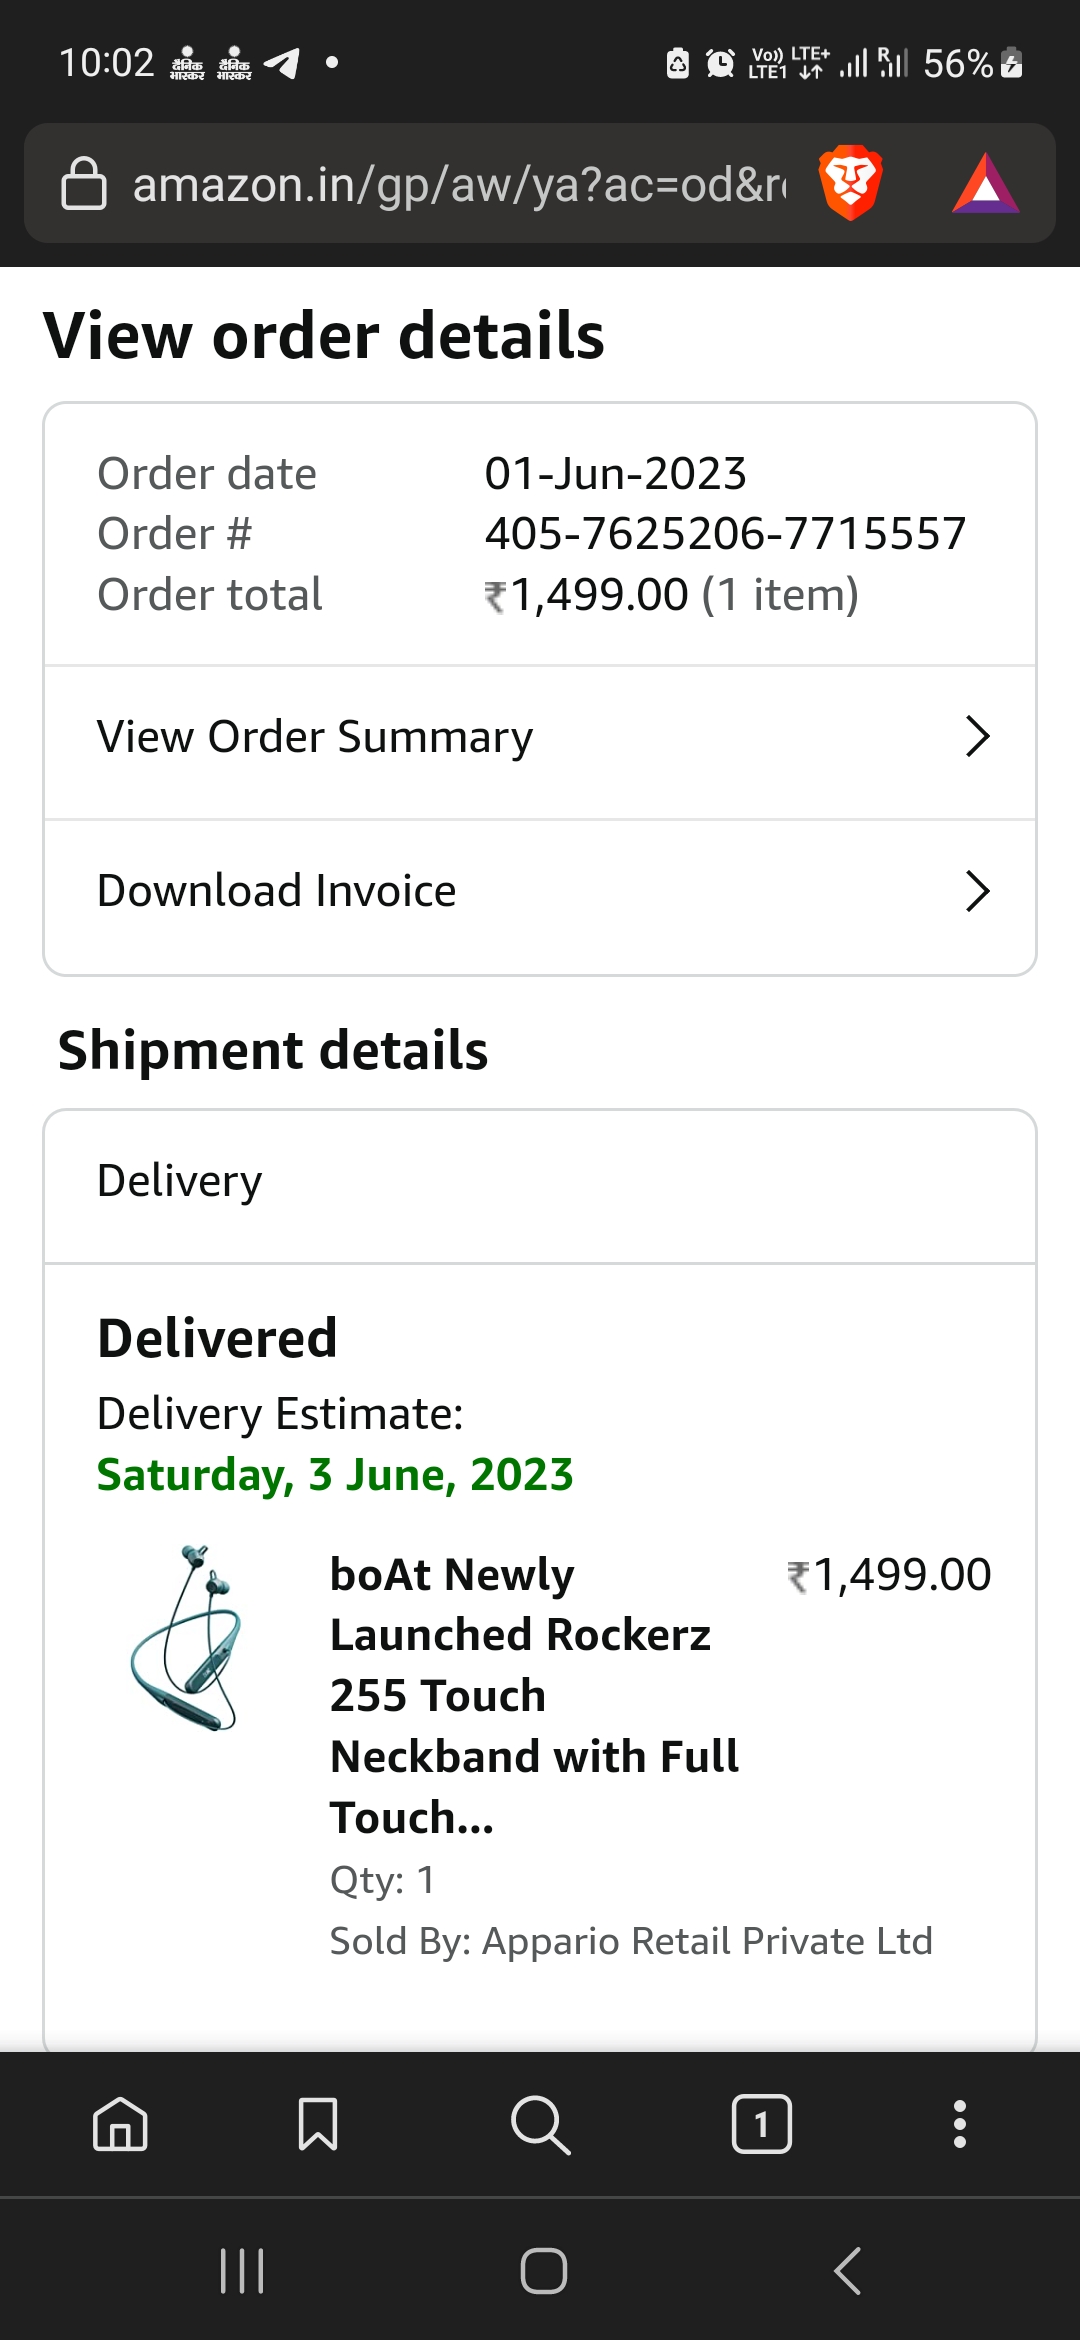 10:02 दैनिक भास्कर दैनिक भास्कर Vo)) LTE1 LTE+ R 56%
amazon.in/gp/aw/ya?ac=od&r
View order details
Order date 01-Jun-2023
Order # 405-7625206-7715557
Order total ₹1,499.00 (1 item)
View Order Summary
Download Invoice
Shipment details
Delivery
Delivered
Delivery Estimate:
Saturday, 3 June, 2023
boAt Newly ₹1,499.00
Launched Rockerz
255 Touch
Neckband with Full
Touch...
Qty: 1
Sold By: Appario Retail Private Ltd
1